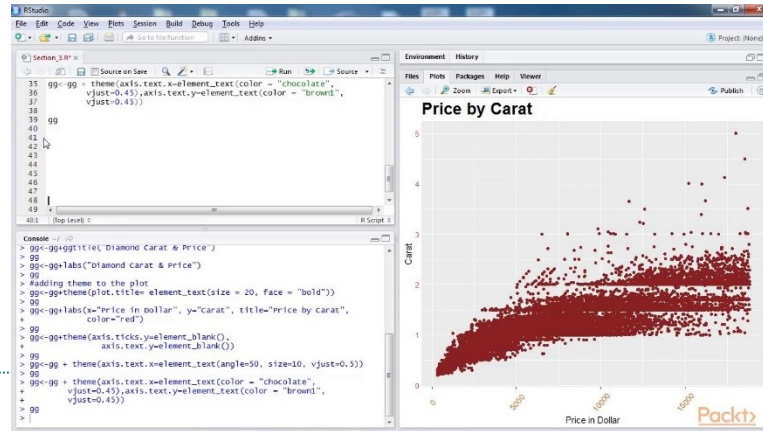 RStudio
File Edit Code View Plots Session Build Debug Tools Help
Go to file/function Addins Project: (None)
Section_3.R*
Source on Save Run Source
35 gg<-gg + theme(axis.text.x=element_text(color = "chocolate",
36 vjust=0.45),axis.text.y=element_text(color = "brown1",
37 vjust=0.45))
38
39 gg
40
41
42
43
44
45
46
47
48
49
48:1 (Top Level) R Script
Console ~/
> gg<-gg+ggtitle("Diamond Carat & Price")
> gg
> gg<-gg+labs("Diamond Carat & Price")
> gg
> #adding theme to the plot
> gg<-gg+theme(plot.title= element_text(size = 20, face = "bold"))
> gg
> gg<-gg+labs(x="Price in Dollar", y="Carat", title="Price by Carat",
+ color="red")
> gg
> gg<-gg+theme(axis.ticks.y=element_blank(),
+ axis.text.y=element_blank())
> gg
> gg<-gg + theme(axis.text.x=element_text(angle=50, size=10, vjust=0.5))
> gg
> gg<-gg + theme(axis.text.x=element_text(color = "chocolate",
+ vjust=0.45),axis.text.y=element_text(color = "brown1",
+ vjust=0.45))
> gg
>
Environment History
Files Plots Packages Help Viewer
Zoom Export Publish
Price by Carat
5
4
3
2
1
0
Carat
0 5000 10000 15000
Price in Dollar
Packt>